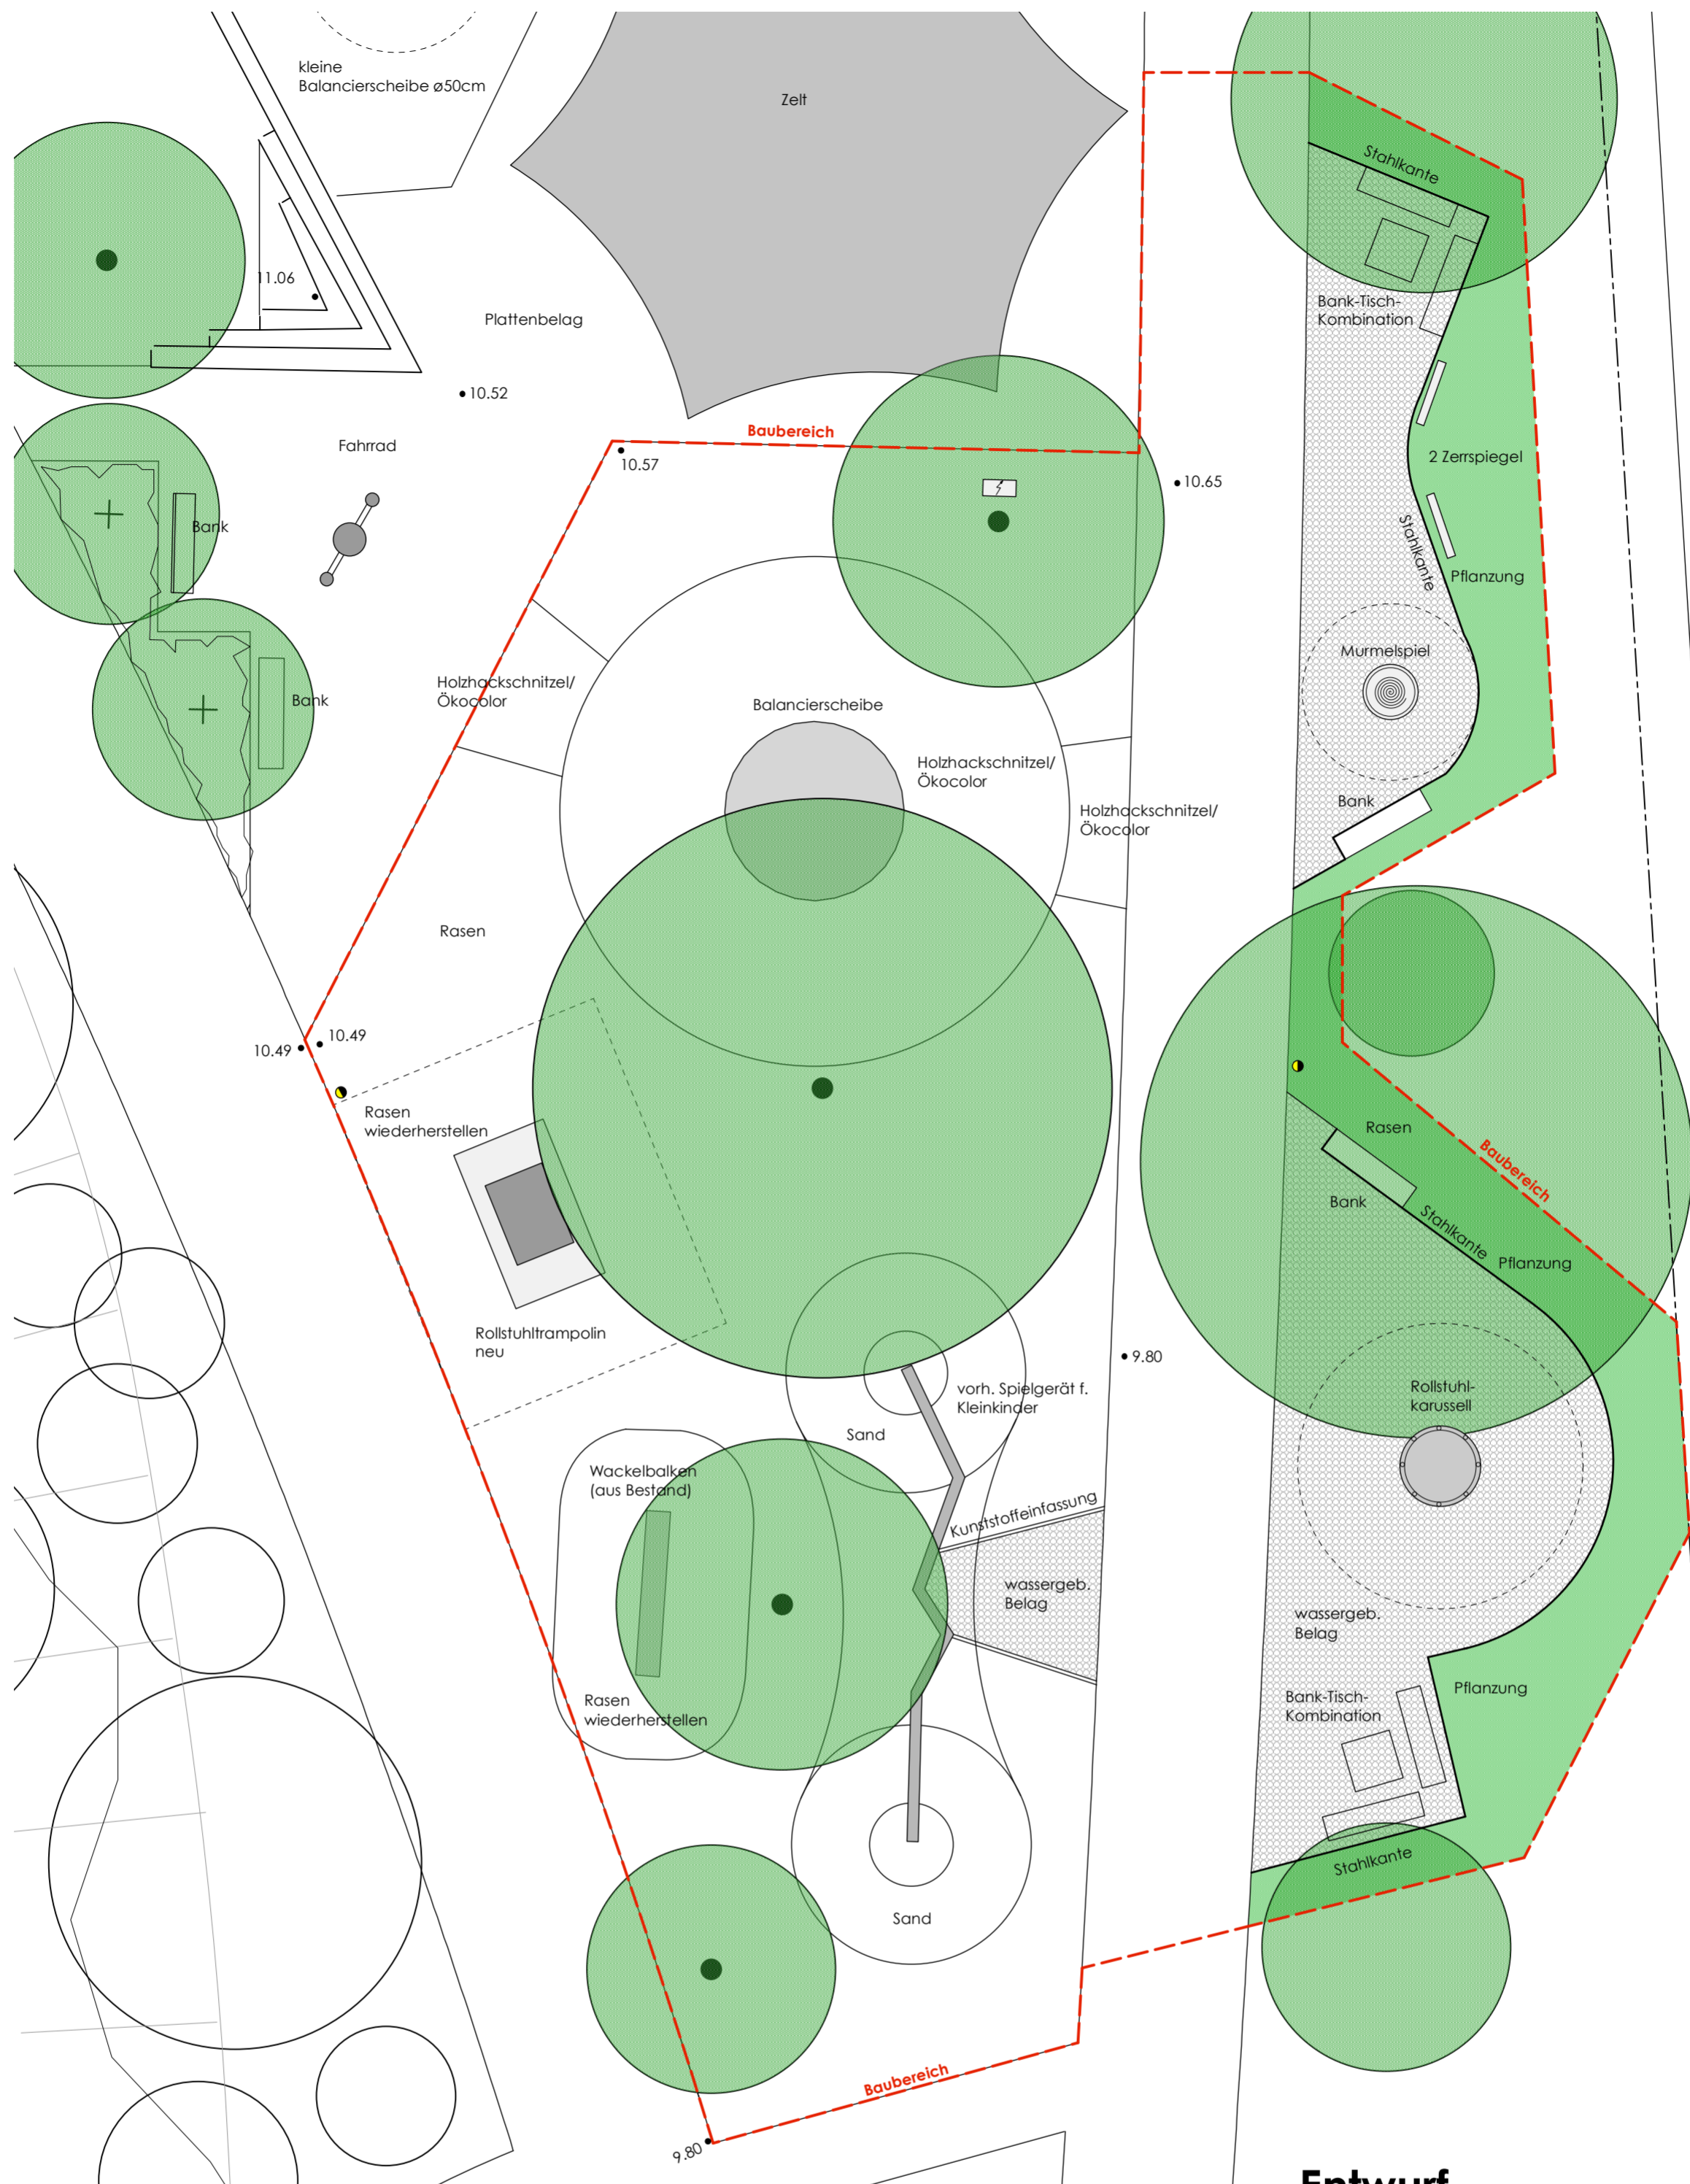 kleine
Balancierscheibe ø50cm
Zelt
Stahlkante
11.06
Bank-Tisch-
Kombination
Plattenbelag
10.52
Baubereich
Fahrrad
10.57
2 Zerrspiegel
10.65
Bank
Stahlkante
Pflanzung
Murmelspiel
Holzhackschnitzel/
Ökocolor
Bank
Balancierscheibe
Holzhackschnitzel/
Ökocolor
Bank
Holzhackschnitzel/
Ökocolor
Rasen
10.49
10.49
Rasen
wiederherstellen
Rasen
Baubereich
Bank
Stahlkante
Pflanzung
Rollstuhltrampolin
neu
9.80
vorh. Spielgerät f.
Kleinkinder
Rollstuhl-
karussell
Sand
Wackelbalken
(aus Bestand)
Kunststoffeinfassung
wassergeb.
Belag
wassergeb.
Belag
Pflanzung
Rasen
wiederherstellen
Bank-Tisch-
Kombination
Stahlkante
Sand
Baubereich
9.80
Entwurf